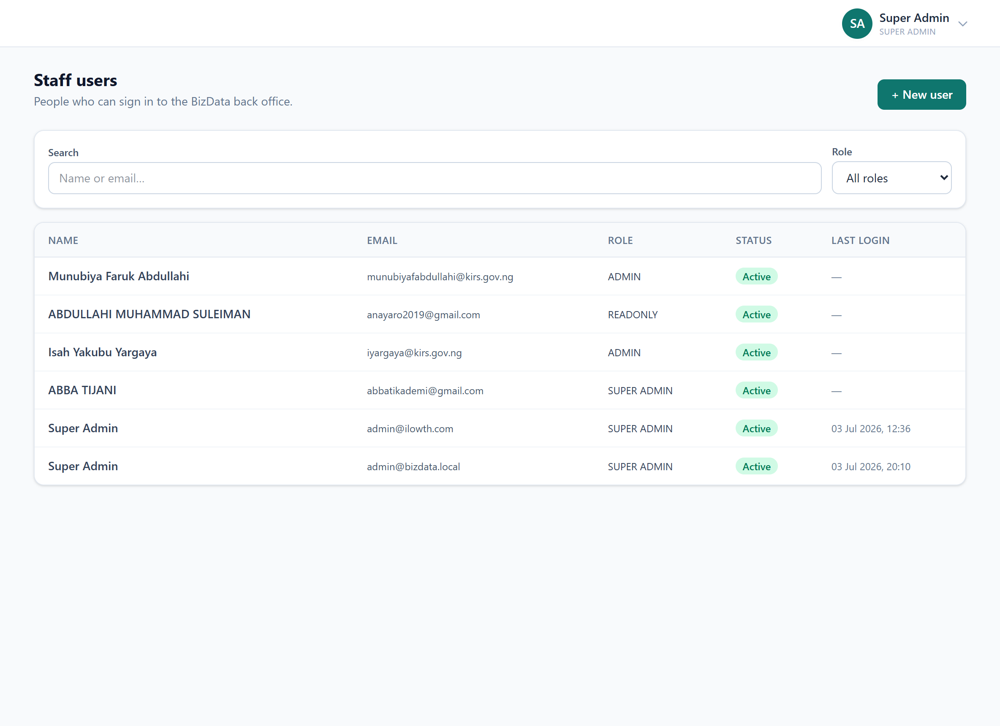 SA
Super Admin
SUPER ADMIN
Staff users
People who can sign in to the BizData back office.
+ New user
Search
Role
Name or email...
All roles
NAME EMAIL ROLE STATUS LAST LOGIN
Munubiya Faruk Abdullahi munubiyafabdullahi@kirs.gov.ng ADMIN Active —
ABDULLAHI MUHAMMAD SULEIMAN anayaro2019@gmail.com READONLY Active —
Isah Yakubu Yargaya iyargaya@kirs.gov.ng ADMIN Active —
ABBA TIJANI abbatikademi@gmail.com SUPER ADMIN Active —
Super Admin admin@ilowth.com SUPER ADMIN Active 03 Jul 2026, 12:36
Super Admin admin@bizdata.local SUPER ADMIN Active 03 Jul 2026, 20:10